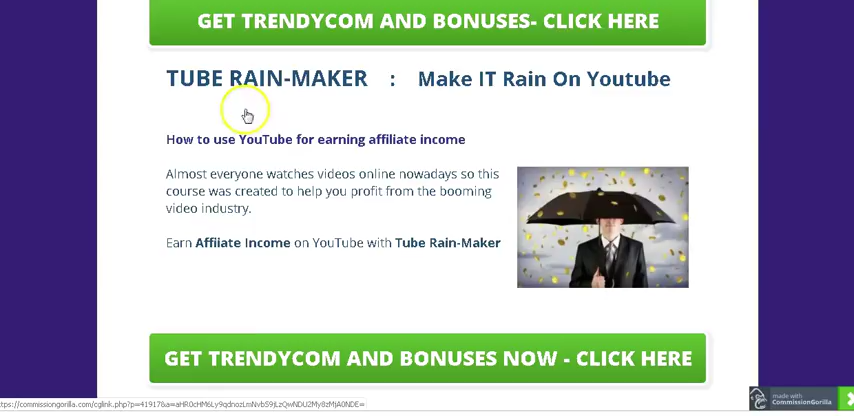 GET TRENDYCOM AND BONUSES- CLICK HERE
TUBE RAIN-MAKER : Make IT Rain On Youtube
How to use YouTube for earning affiliate income
Almost everyone watches videos online nowadays so this
course was created to help you profit from the booming
video industry.
Earn Affiliate Income on YouTube with Tube Rain-Maker
GET TRENDYCOM AND BONUSES NOW - CLICK HERE
made with
COMMISSIONGORILLA